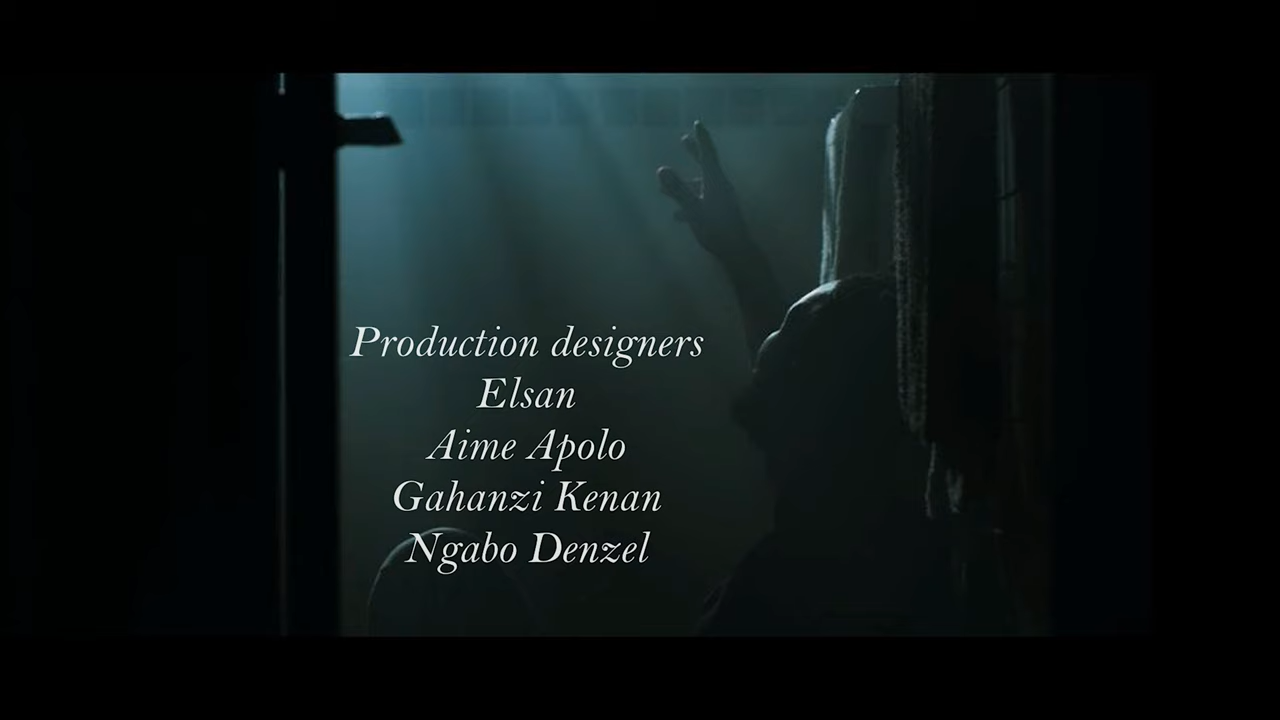 Production designers
Elsan
Aime Apolo
Gahanzi Kenan
Ngabo Denzel